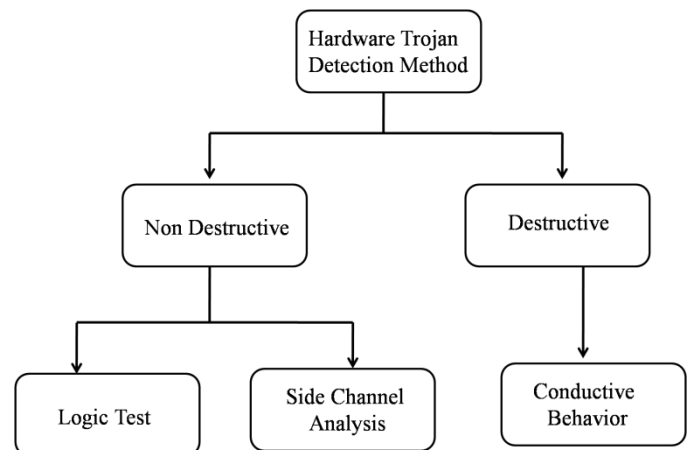 Hardware Trojan
Detection Method
Non Destructive
Destructive
Logic Test
Side Channel
Analysis
Conductive
Behavior